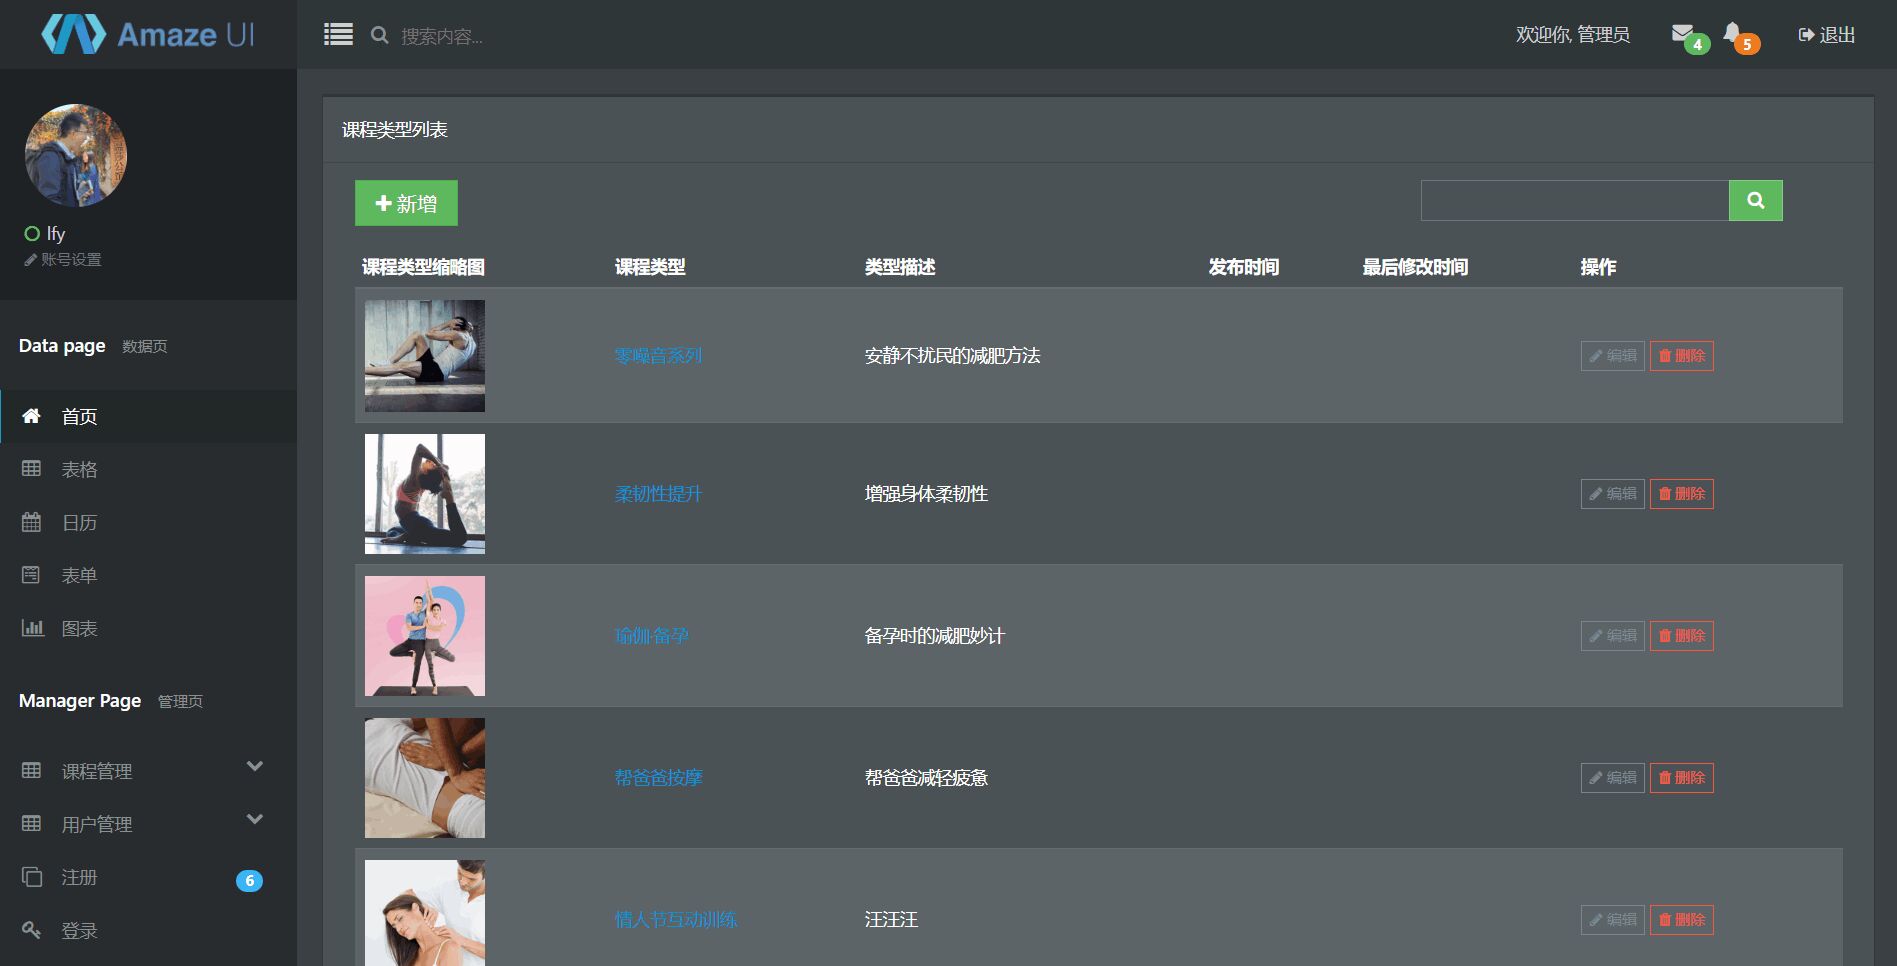 Amaze UI
搜索内容...
欢迎你, 管理员
4
5
退出
lfy
账号设置
Data page 数据页
首页
表格
日历
表单
图表
Manager Page 管理页
课程管理
用户管理
注册 6
登录
课程类型列表
新增
课程类型缩略图 课程类型 类型描述 发布时间 最后修改时间 操作
零噪音系列 安静不扰民的减肥方法 编辑 删除
柔韧性提升 增强身体柔韧性 编辑 删除
瑜伽·备孕 备孕时的减肥妙计 编辑 删除
帮爸爸按摩 帮爸爸减轻疲惫 编辑 删除
情人节互动训练 汪汪汪 编辑 删除